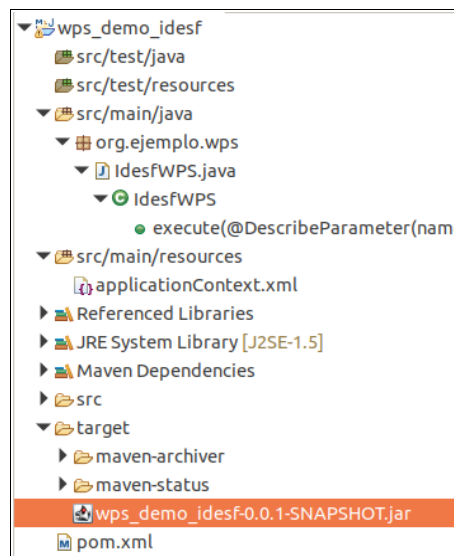 wps_demo_idesf
src/test/java
src/test/resources
src/main/java
org.ejemplo.wps
IdesfWPS.java
IdesfWPS
execute(@DescribeParameter(nam
src/main/resources
applicationContext.xml
Referenced Libraries
JRE System Library [J2SE-1.5]
Maven Dependencies
src
target
maven-archiver
maven-status
wps_demo_idesf-0.0.1-SNAPSHOT.jar
pom.xml